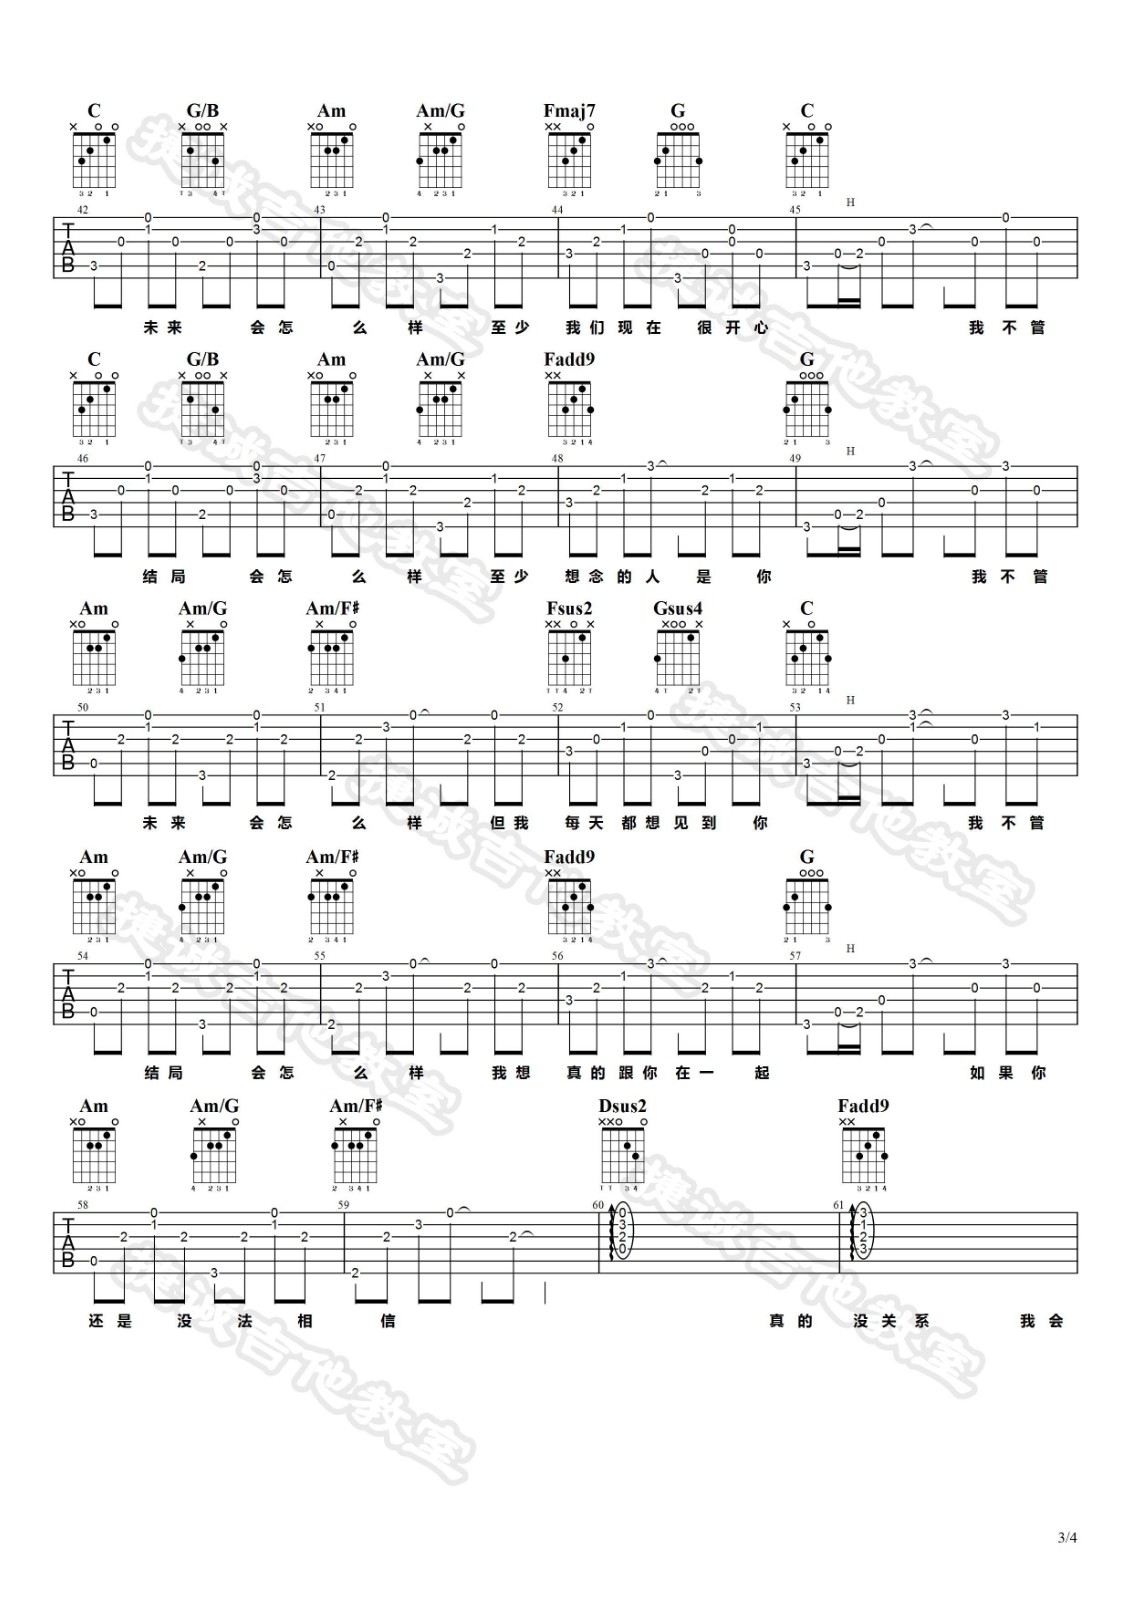 C G/B Am Am/G Fmaj7 G C
42 43 44 45 H
未来 会怎 么 样 至少 我们现在 很开心 我不管
C G/B Am Am/G Fadd9 G
46 47 48 49 H
结局 会怎 么 样 至少 想念的人 是 你 我不管
Am Am/G Am/F♯ Fsus2 Gsus4 C
50 51 52 53 H
未来 会怎 么 样 但我 每天都想见到 你 我不管
Am Am/G Am/F♯ Fadd9 G
54 55 56 57 H
结局 会怎 么 样 我想 真的跟你在一 起 如果你
Am Am/G Am/F♯ Dsus2 Fadd9
58 59 60 61
还是 没 法 相 信 真的 没关系 我会
捷诚吉他教室
3/4